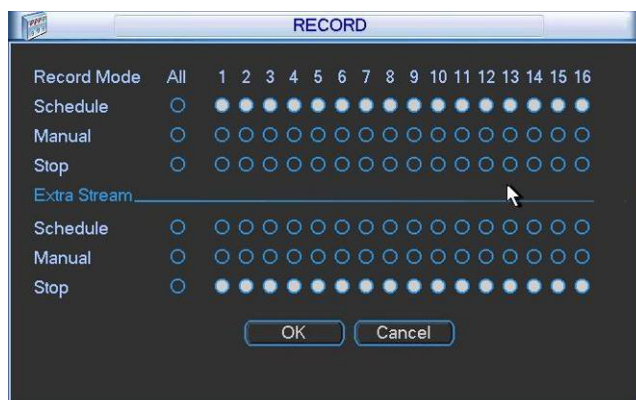 RECORD
Record Mode All 1 2 3 4 5 6 7 8 9 10 11 12 13 14 15 16
Schedule
Manual
Stop
Extra Stream
Schedule
Manual
Stop
OK Cancel